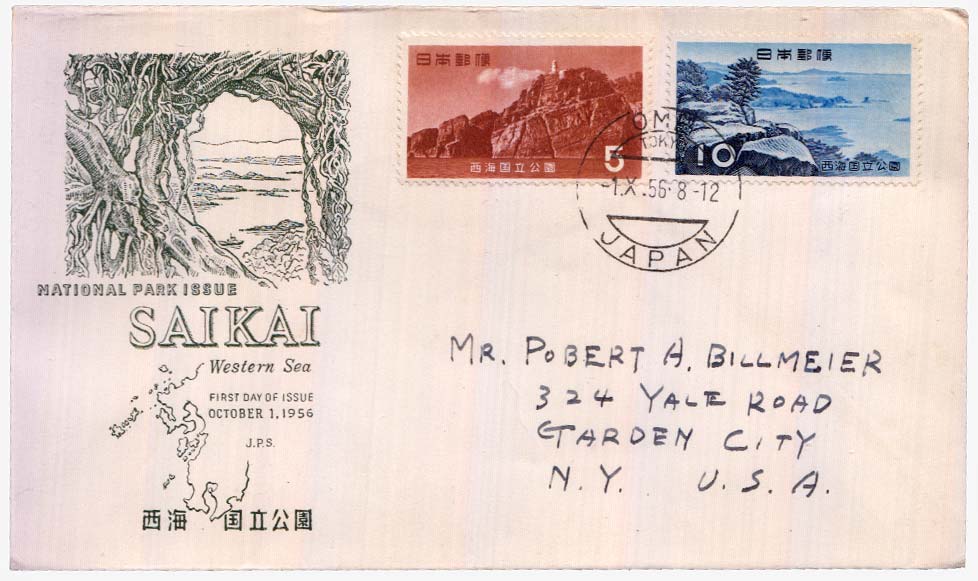 日本郵便
5
西海国立公園
日本郵便
10
西海国立公園
TOKY
-1.X.56·8-12
JAPAN
NATIONAL PARK ISSUE
SAIKAI
Western Sea
FIRST DAY OF ISSUE
OCTOBER 1, 1956
J.P.S.
西海国立公園
MR. ROBERT A. BILLMEIER
324 YALE ROAD
GARDEN CITY
N.Y. U.S.A.